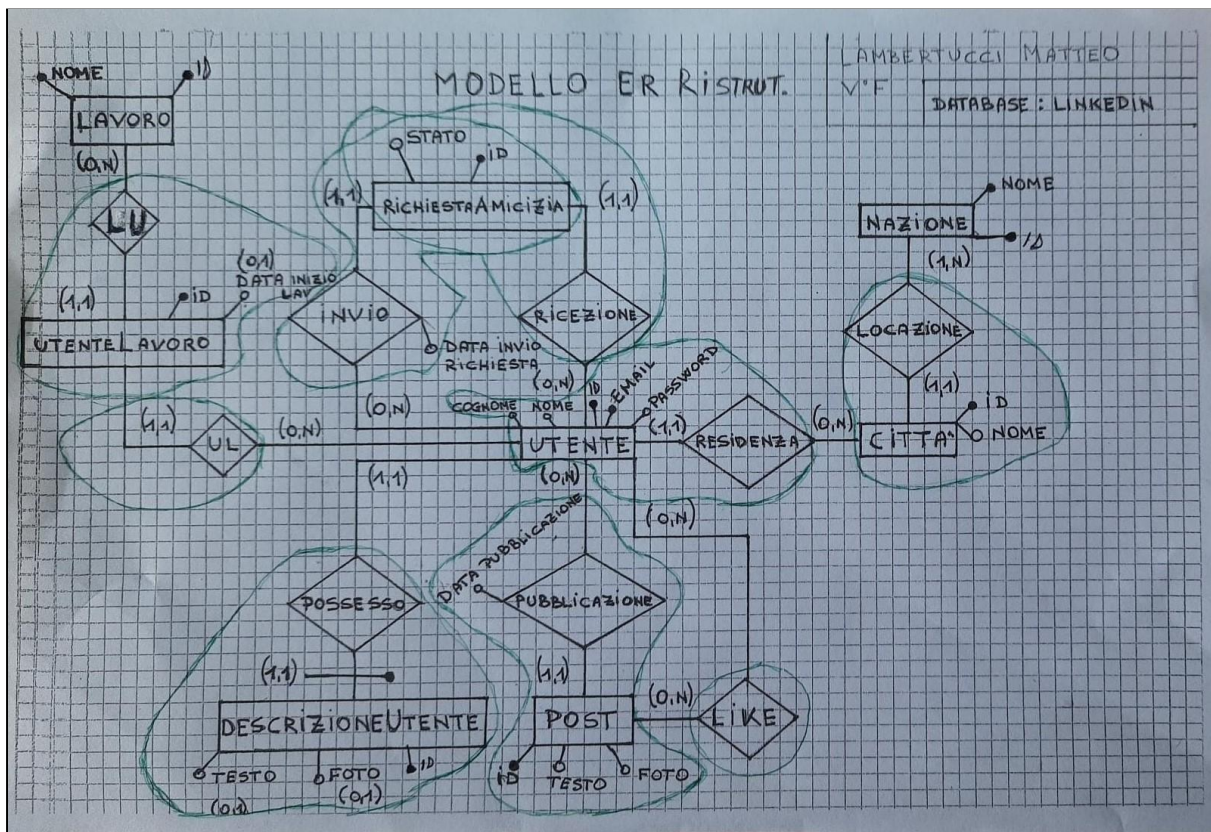 LAMBERTUCCI MATTEO
V°F
MODELLO ER RiSTRUT.
DATABASE : LINKEDIN
NOME
ID
LAVORO
(0,N)
LU
(1,1)
iD
(0,1)
DATA iNiZiO
LAV
UTENTELAVORO
(1,1)
UL
(0,N)
STATO
iD
(1,1)
RiCHiESTAAMiCiZiA
(1,1)
iNViO
DATA iNVIO
RiCHiESTA
(0,N)
RiCEZiONE
(0,N)
NOME
NAZiONE
ID
(1,N)
LOCAZiONE
(1,1)
iD
NOME
CiTTA'
(0,N)
RESiDENZA
(1,1)
COGNOME
NOME
ID
EMAIL
PASSWORD
UTENTE
(1,1)
(0,N)
(0,N)
POSSESSO
(1,1)
DESCRiZiONEUTENTE
TESTO
(0,1)
FOTO
(0,1)
ID
DATA PUBBLiCAZiONE
PUBBLiCAZiONE
(1,1)
POST
iD
TESTO
FOTO
(0,N)
LiKE